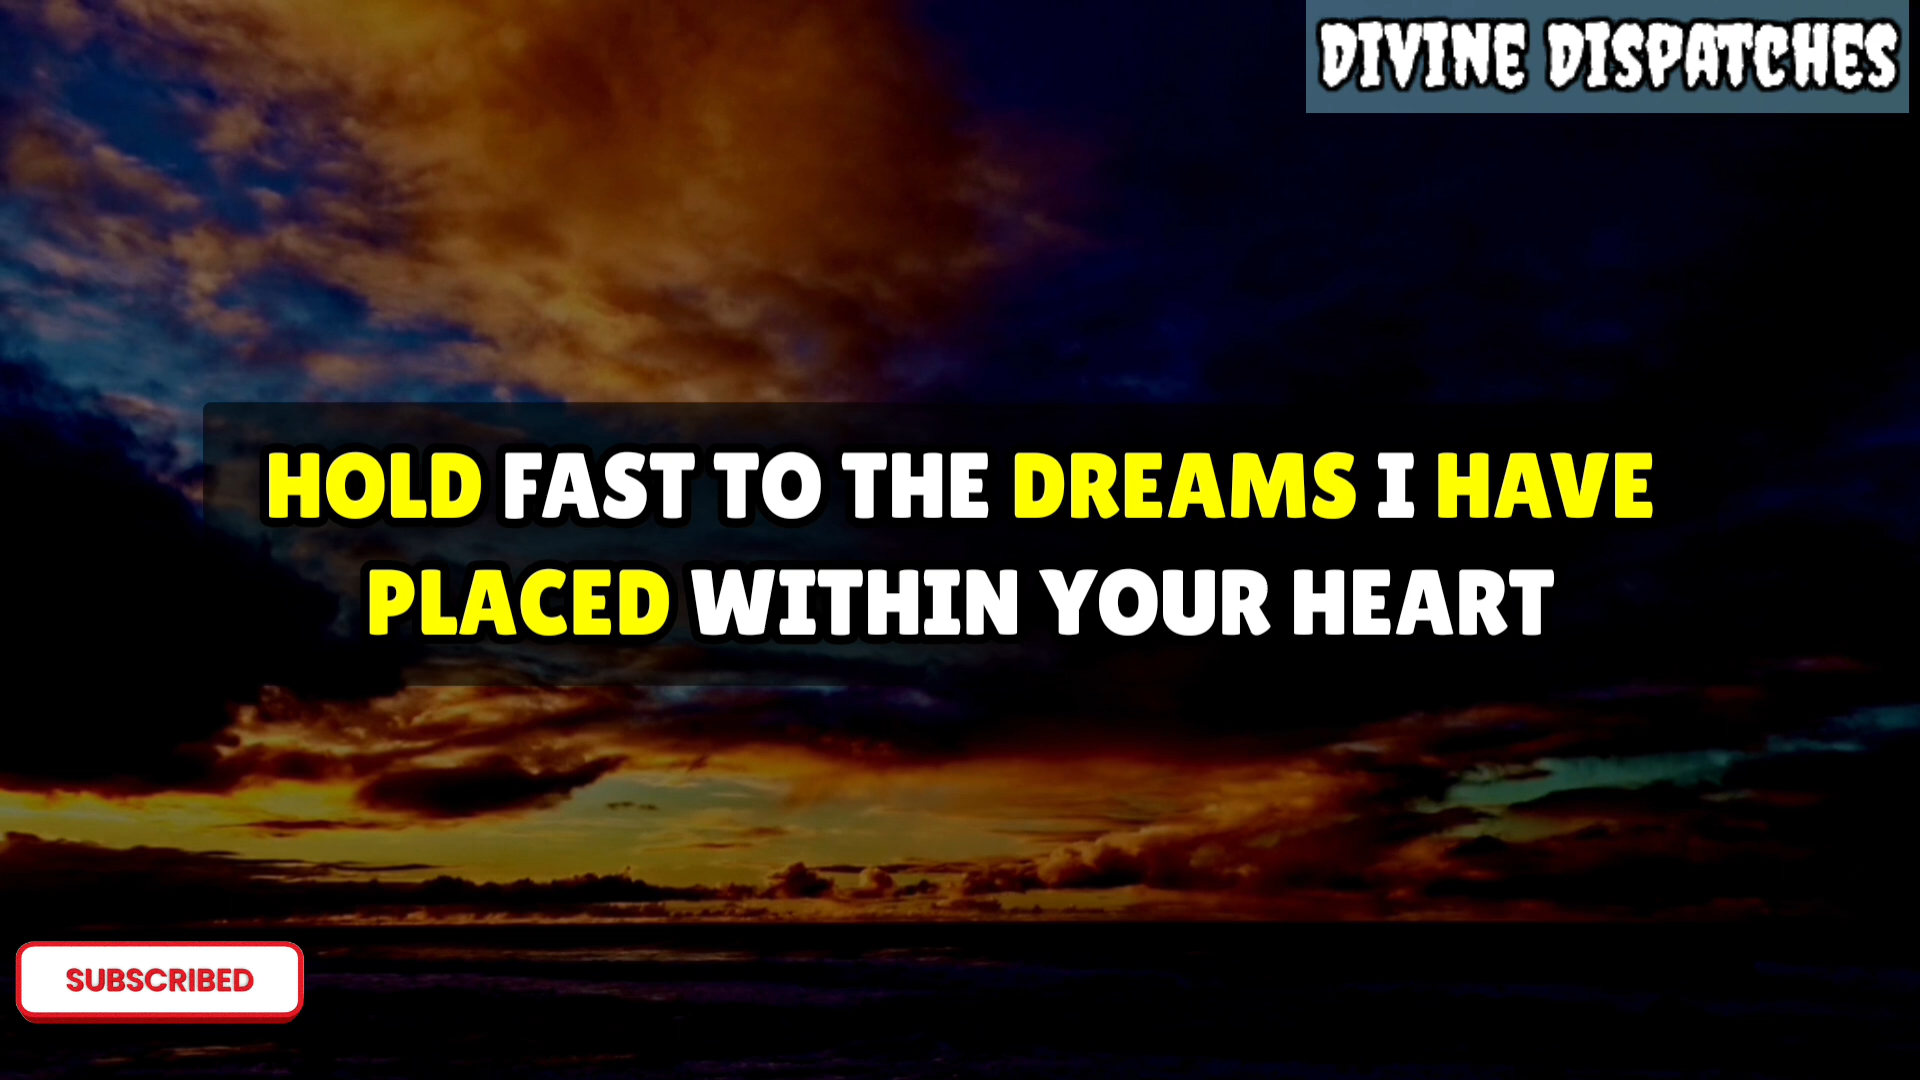 DIVINE DISPATCHES
HOLD FAST TO THE DREAMS I HAVE
PLACED WITHIN YOUR HEART
SUBSCRIBED